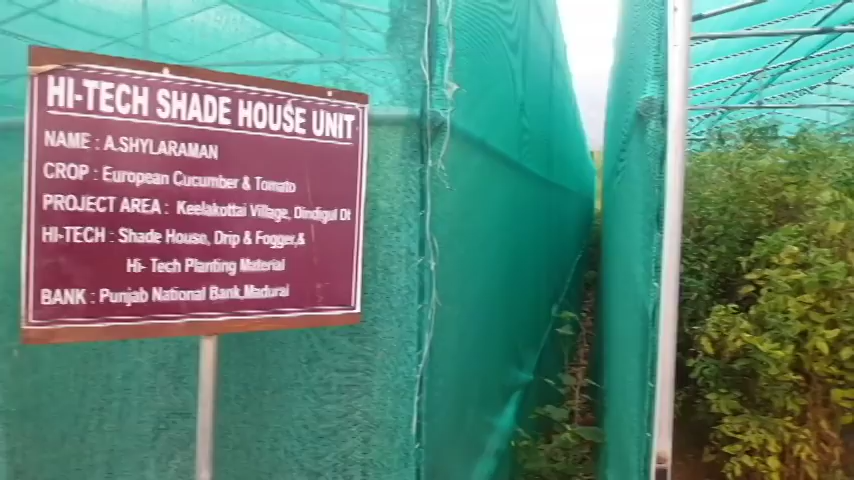 HI-TECH SHADE HOUSE UNIT
NAME : A.SHYLARAMAN
CROP : European Cucumber & Tomato
PROJECT AREA : Keelakottai Village, Dindigul Dt
HI-TECH : Shade House, Drip & Fogger,&
Hi- Tech Planting Material
BANK : Punjab National Bank,Madurai